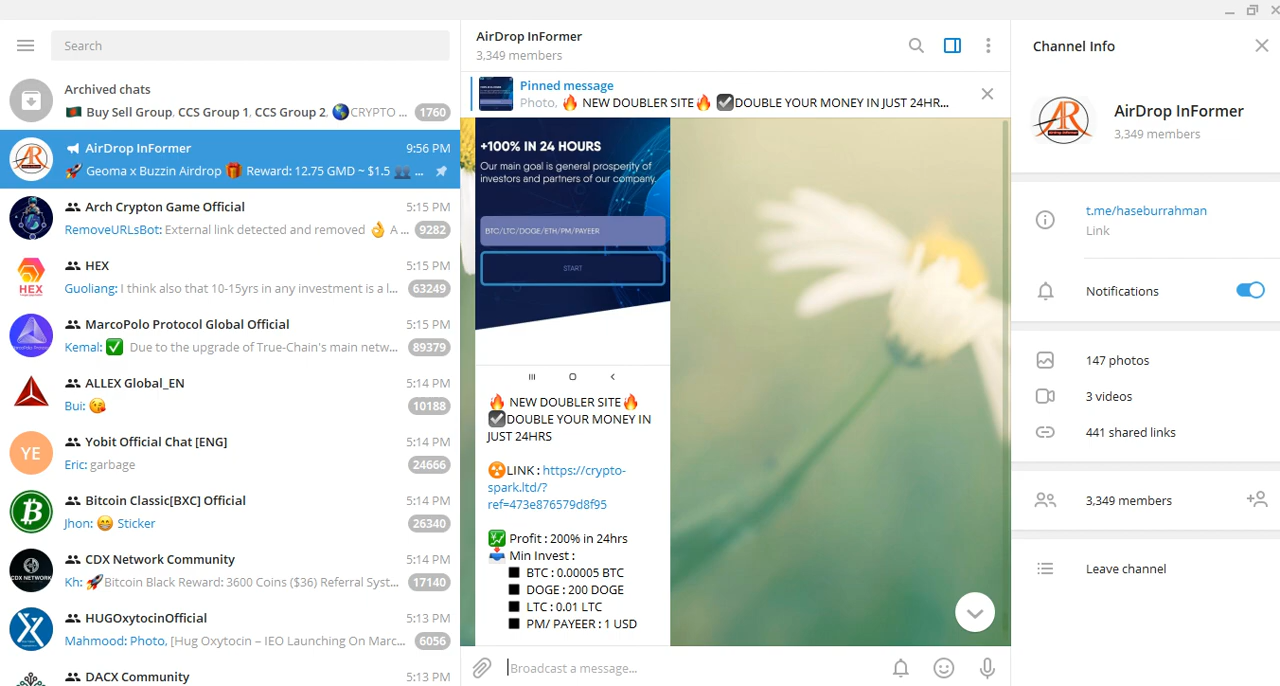 Search
Archived chats
🇧🇩 Buy Sell Group, CCS Group 1, CCS Group 2, 🌎CRYPTO ... 1760
AirDrop InFormer 9:56 PM
🚀 Geoma x Buzzin Airdrop 🎁 Reward: 12.75 GMD ~ $1.5 👥 ...
Arch Crypton Game Official 5:15 PM
RemoveURLsBot: External link detected and removed 👌 A ... 9282
HEX
HEX 5:15 PM
Guoliang: I think also that 10-15yrs in any investment is a l... 63249
MarcoPolo Protocol Global Official 5:15 PM
Kemal: ✅ Due to the upgrade of True-Chain's main netw... 89379
ALLEX Global_EN 5:14 PM
Bui: 😘 10188
YE
Yobit Official Chat [ENG] 5:14 PM
Eric: garbage 24666
Bitcoin Classic[BXC] Official 5:14 PM
Jhon: 😁 Sticker 26340
CDX NETWORK
CDX Network Community 5:14 PM
Kh: 🚀Bitcoin Black Reward: 3600 Coins ($36) Referral Syst... 17140
HUGOxytocinOfficial 5:13 PM
Mahmood: Photo, [Hug Oxytocin – IEO Launching On Marc... 6056
DACX Community 5:13 PM
AirDrop InFormer
3,349 members
Pinned message
Photo, 🔥 NEW DOUBLER SITE🔥 ☑DOUBLE YOUR MONEY IN JUST 24HR...
+100% IN 24 HOURS
Our main goal is general prosperity of
investors and partners of our company.
BTC/LTC/DOGE/ETH/PM/PAYEER
START
🔥 NEW DOUBLER SITE🔥
☑DOUBLE YOUR MONEY IN
JUST 24HRS
☢LINK : https://crypto-
spark.ltd/?
ref=473e876579d8f95
💹 Profit : 200% in 24hrs
📥 Min Invest :
■ BTC : 0.00005 BTC
■ DOGE : 200 DOGE
■ LTC : 0.01 LTC
■ PM/ PAYEER : 1 USD
Broadcast a message...
Channel Info
AirDrop InFormer
3,349 members
t.me/haseburrahman
Link
Notifications
147 photos
3 videos
441 shared links
3,349 members
Leave channel